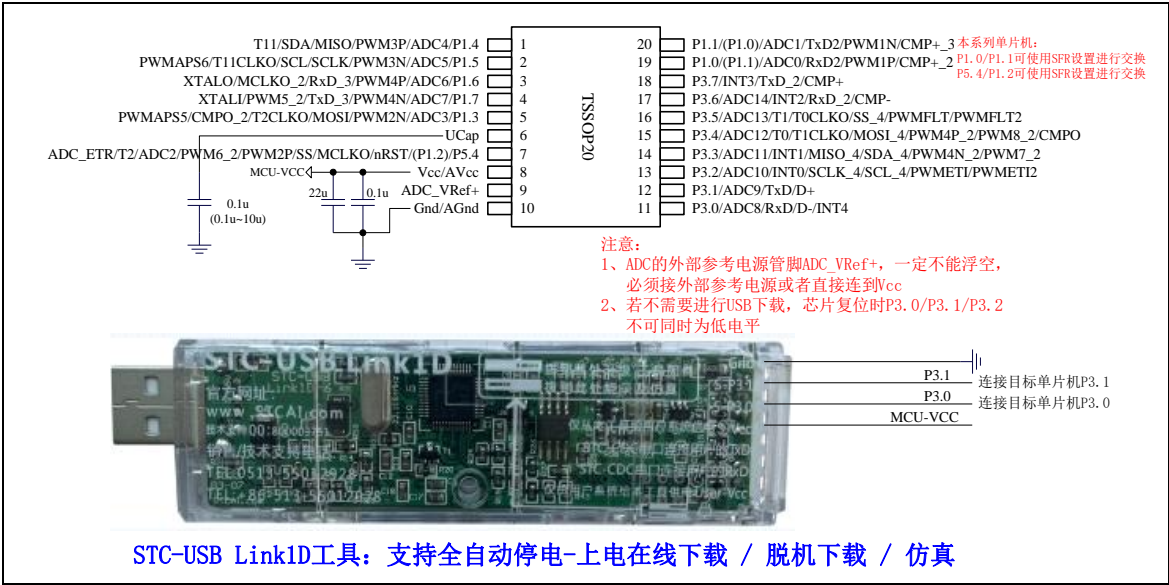 T11/SDA/MISO/PWM3P/ADC4/P1.4 1
PWMAPS6/T11CLKO/SCL/SCLK/PWM3N/ADC5/P1.5 2
XTALO/MCLKO_2/RxD_3/PWM4P/ADC6/P1.6 3
XTALI/PWM5_2/TxD_3/PWM4N/ADC7/P1.7 4
PWMAPS5/CMPO_2/T2CLKO/MOSI/PWM2N/ADC3/P1.3 5
UCap 6
ADC_ETR/T2/ADC2/PWM6_2/PWM2P/SS/MCLKO/nRST/(P1.2)/P5.4 7
MCU-VCC Vcc/AVcc 8
ADC_VRef+ 9
Gnd/AGnd 10
22u 0.1u
0.1u
(0.1u~10u)
TSSOP20
20 P1.1/(P1.0)/ADC1/TxD2/PWM1N/CMP+_3
19 P1.0/(P1.1)/ADC0/RxD2/PWM1P/CMP+_2
18 P3.7/INT3/TxD_2/CMP+
17 P3.6/ADC14/INT2/RxD_2/CMP-
16 P3.5/ADC13/T1/T0CLKO/SS_4/PWMFLT/PWMFLT2
15 P3.4/ADC12/T0/T1CLKO/MOSI_4/PWM4P_2/PWM8_2/CMPO
14 P3.3/ADC11/INT1/MISO_4/SDA_4/PWM4N_2/PWM7_2
13 P3.2/ADC10/INT0/SCLK_4/SCL_4/PWMETI/PWMETI2
12 P3.1/ADC9/TxD/D+
11 P3.0/ADC8/RxD/D-/INT4
本系列单片机:
P1.0/P1.1可使用SFR设置进行交换
P5.4/P1.2可使用SFR设置进行交换
注意:
1、ADC的外部参考电源管脚ADC_VRef+, 一定不能浮空,
必须接外部参考电源或者直接连到Vcc
2、若不需要进行USB下载, 芯片复位时P3.0/P3.1/P3.2
不可同时为低电平
STC-USB Link1D
官方网址:
www.STCAI.com
Gnd
P3.1 连接目标单片机P3.1
P3.0 连接目标单片机P3.0
MCU-VCC
STC-USB Link1D工具: 支持全自动停电-上电在线下载 / 脱机下载 / 仿真